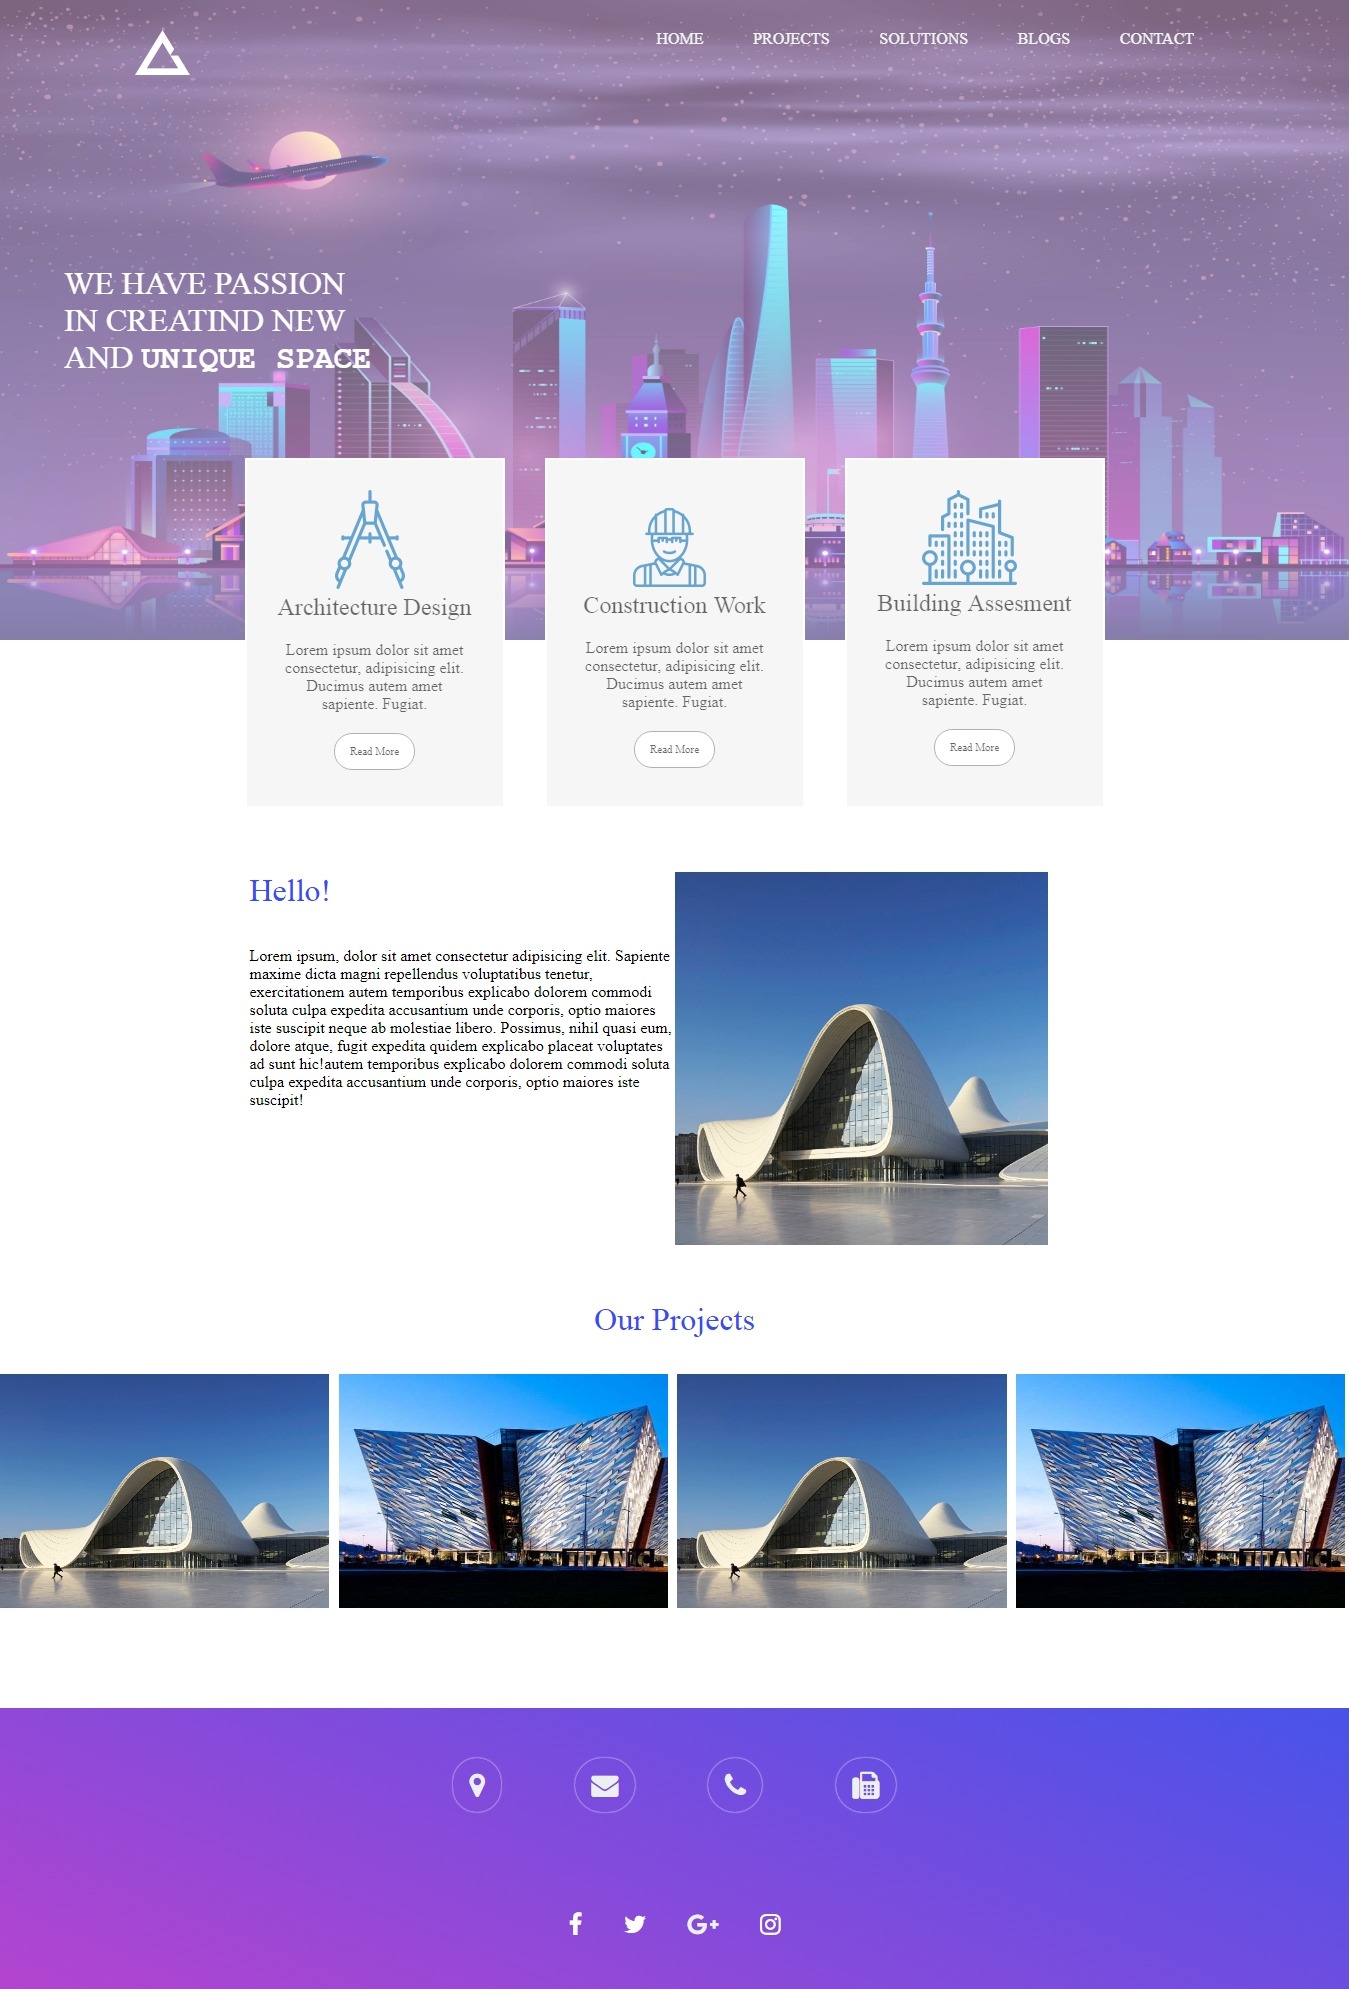 HOME PROJECTS SOLUTIONS BLOGS CONTACT
WE HAVE PASSION
IN CREATIND NEW
AND UNIQUE SPACE
Architecture Design
Lorem ipsum dolor sit amet
consectetur, adipisicing elit.
Ducimus autem amet
sapiente. Fugiat.
Read More
Construction Work
Lorem ipsum dolor sit amet
consectetur, adipisicing elit.
Ducimus autem amet
sapiente. Fugiat.
Read More
Building Assesment
Lorem ipsum dolor sit amet
consectetur, adipisicing elit.
Ducimus autem amet
sapiente. Fugiat.
Read More
Hello!
Lorem ipsum, dolor sit amet consectetur adipisicing elit. Sapiente
maxime dicta magni repellendus voluptatibus tenetur,
exercitationem autem temporibus explicabo dolorem commodi
soluta culpa expedita accusantium unde corporis, optio maiores
iste suscipit neque ab molestiae libero. Possimus, nihil quasi eum,
dolore atque, fugit expedita quidem explicabo placeat voluptates
ad sunt hic!autem temporibus explicabo dolorem commodi soluta
culpa expedita accusantium unde corporis, optio maiores iste
suscipit!
Our Projects
TITANIC
TITANIC